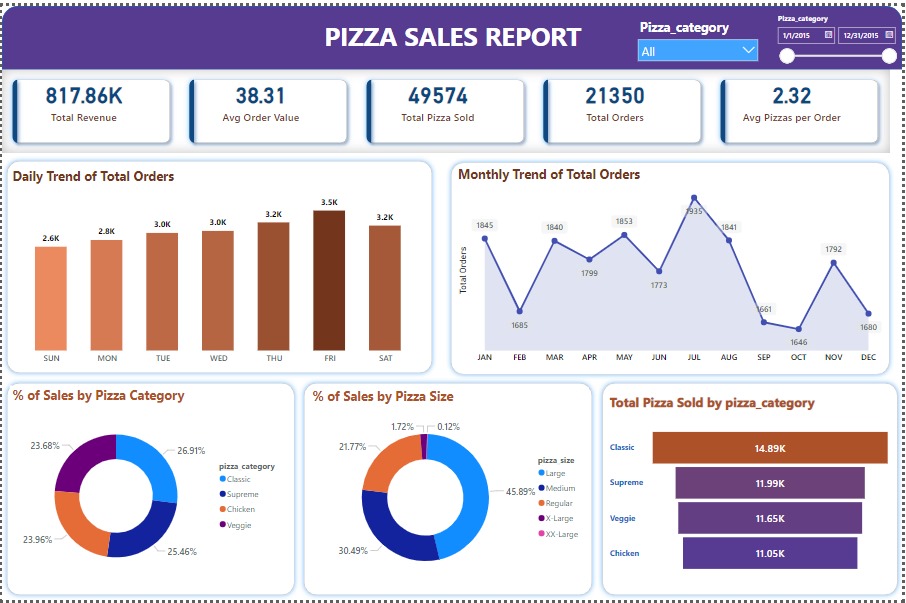 PIZZA SALES REPORT
Pizza_category
All
Pizza_category
1/1/2015
12/31/2015
817.86K
Total Revenue
38.31
Avg Order Value
49574
Total Pizza Sold
21350
Total Orders
2.32
Avg Pizzas per Order
Daily Trend of Total Orders
2.6K
2.8K
3.0K
3.0K
3.2K
3.5K
3.2K
SUN
MON
TUE
WED
THU
FRI
SAT
Monthly Trend of Total Orders
Total Orders
1845
1685
1840
1799
1853
1773
1935
1841
1661
1646
1792
1680
JAN
FEB
MAR
APR
MAY
JUN
JUL
AUG
SEP
OCT
NOV
DEC
% of Sales by Pizza Category
23.68%
26.91%
23.96%
25.46%
pizza_category
Classic
Supreme
Chicken
Veggie
% of Sales by Pizza Size
1.72%
0.12%
21.77%
45.89%
30.49%
pizza_size
Large
Medium
Regular
X-Large
XX-Large
Total Pizza Sold by pizza_category
Classic
14.89K
Supreme
11.99K
Veggie
11.65K
Chicken
11.05K